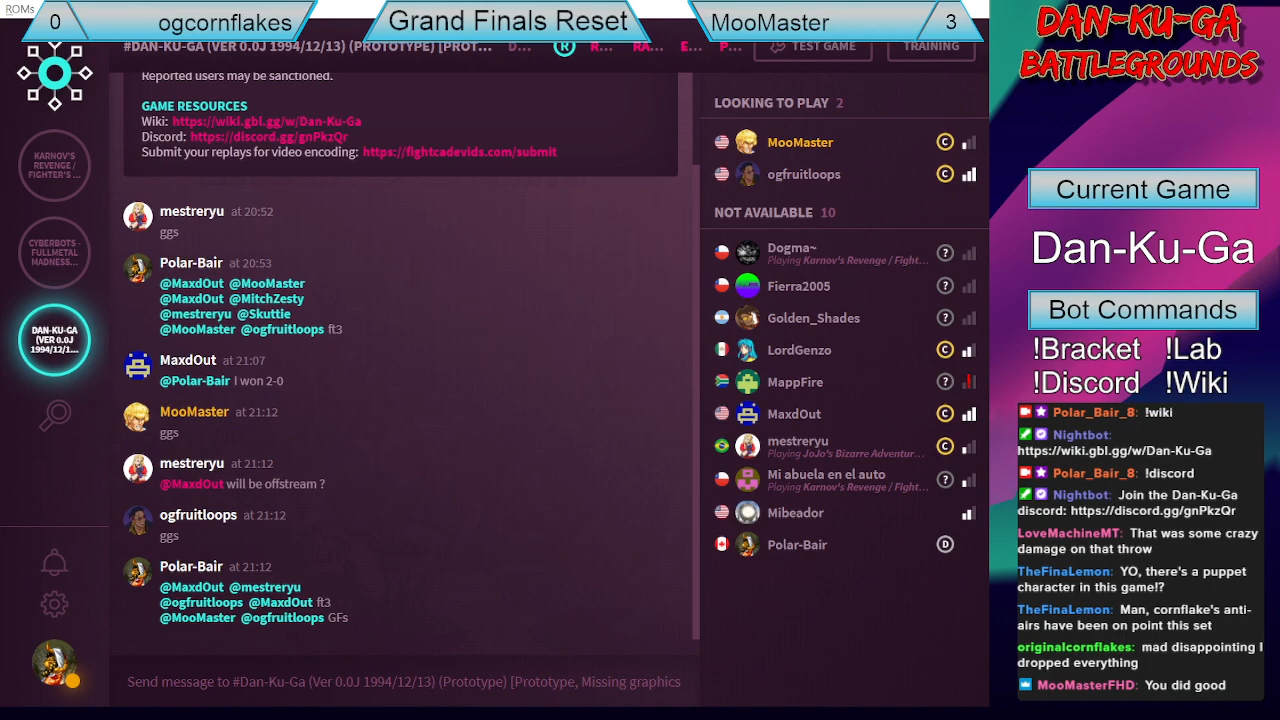 ROMs
0 ogcornflakes Grand Finals Reset MooMaster 3
DAN-KU-GA
BATTLEGROUNDS
#DAN-KU-GA (VER 0.0J 1994/12/13) (PROTOTYPE) [PROT... D... R R... RA... E... P... TEST GAME TRAINING
Reported users may be sanctioned.
GAME RESOURCES
Wiki: https://wiki.gbl.gg/w/Dan-Ku-Ga
Discord: https://discord.gg/gnPkzQr
Submit your replays for video encoding: https://fightcadevids.com/submit
KARNOV'S
REVENGE /
FIGHTER'S ...
CYBERBOTS -
FULLMETAL
MADNESS...
DAN-KU-GA
(VER 0.0J
1994/12/1...
mestreryu at 20:52
ggs
Polar-Bair at 20:53
@MaxdOut @MooMaster
@MaxdOut @MitchZesty
@mestreryu @Skuttie
@MooMaster @ogfruitloops ft3
MaxdOut at 21:07
@Polar-Bair I won 2-0
MooMaster at 21:12
ggs
mestreryu at 21:12
@MaxdOut will be offstream ?
ogfruitloops at 21:12
ggs
Polar-Bair at 21:12
@MaxdOut @mestreryu
@ogfruitloops @MaxdOut ft3
@MooMaster @ogfruitloops GFs
Send message to #Dan-Ku-Ga (Ver 0.0J 1994/12/13) (Prototype) [Prototype, Missing graphics
LOOKING TO PLAY 2
MooMaster C
ogfruitloops C
NOT AVAILABLE 10
Dogma~ ?
Playing Karnov's Revenge / Fight...
Fierra2005 ?
Golden_Shades ?
LordGenzo C
MappFire ?
MaxdOut C
mestreryu C
Playing JoJo's Bizarre Adventur...
Mi abuela en el auto ?
Playing Karnov's Revenge / Fight...
Mibeador
Polar-Bair D
Current Game
Dan-Ku-Ga
Bot Commands
!Bracket !Lab
!Discord !Wiki
Polar_Bair_8: !wiki
Nightbot:
https://wiki.gbl.gg/w/Dan-Ku-Ga
Polar_Bair_8: !discord
Nightbot: Join the Dan-Ku-Ga
discord: https://discord.gg/gnPkzQr
LoveMachineMT: That was some crazy
damage on that throw
TheFinaLemon: YO, there's a puppet
character in this game!?
TheFinaLemon: Man, cornflake's anti-
airs have been on point this set
originalcornflakes: mad disappointing I
dropped everything
MooMasterFHD: You did good